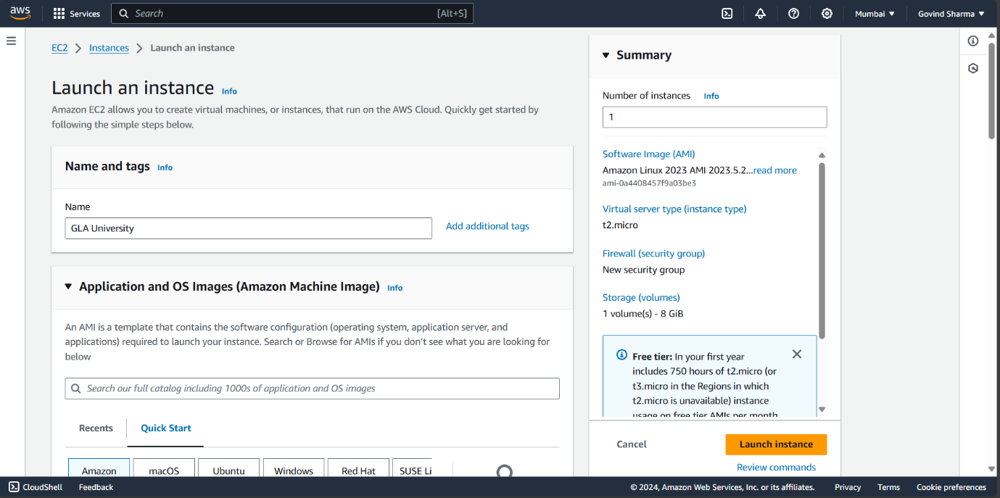 aws
Services
Search
[Alt+S]
Mumbai ▼
Govind Sharma ▼
EC2 > Instances > Launch an instance
Launch an instance Info
Amazon EC2 allows you to create virtual machines, or instances, that run on the AWS Cloud. Quickly get started by
following the simple steps below.
Name and tags Info
Name
GLA University
Add additional tags
▼ Application and OS Images (Amazon Machine Image) Info
An AMI is a template that contains the software configuration (operating system, application server, and
applications) required to launch your instance. Search or Browse for AMIs if you don’t see what you are looking for
below
Search our full catalog including 1000s of application and OS images
Recents
Quick Start
Amazon
macOS
Ubuntu
Windows
Red Hat
SUSE Li
▼ Summary
Number of instances Info
1
Software Image (AMI)
Amazon Linux 2023 AMI 2023.5.2...read more
ami-0a4408457f9a03be3
Virtual server type (instance type)
t2.micro
Firewall (security group)
New security group
Storage (volumes)
1 volume(s) - 8 GiB
Free tier: In your first year
includes 750 hours of t2.micro (or
t3.micro in the Regions in which
t2.micro is unavailable) instance
usage on free tier AMIs per month
Cancel
Launch instance
Review commands
CloudShell
Feedback
© 2024, Amazon Web Services, Inc. or its affiliates.
Privacy
Terms
Cookie preferences